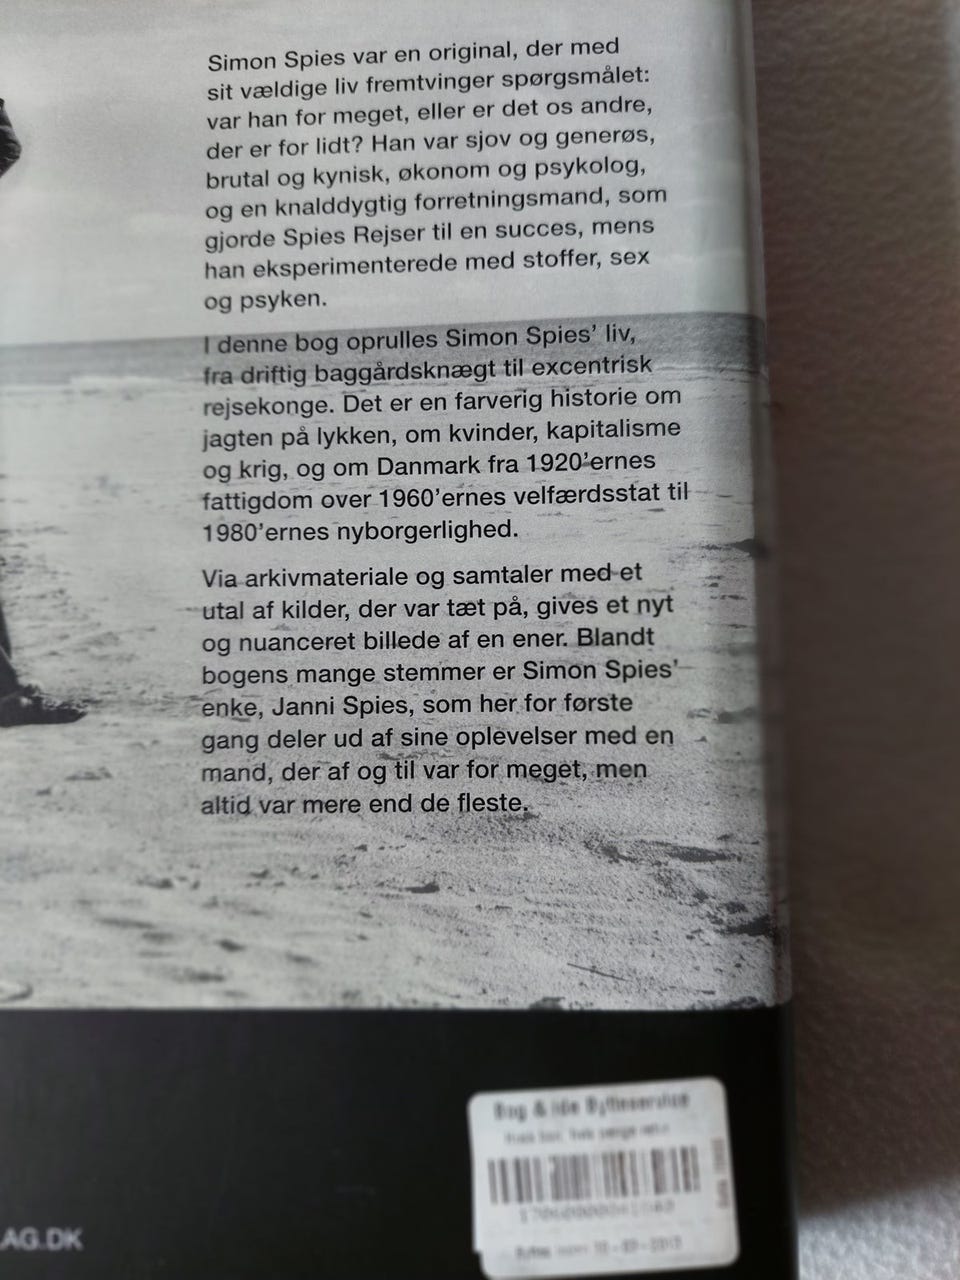 Simon Spies var en original, der med
sit vældige liv fremtvinger spørgsmålet:
var han for meget, eller er det os andre,
der er for lidt? Han var sjov og generøs,
brutal og kynisk, økonom og psykolog,
og en knalddygtig forretningsmand, som
gjorde Spies Rejser til en succes, mens
han eksperimenterede med stoffer, sex
og psyken.
I denne bog oprulles Simon Spies' liv,
fra driftig baggårdsknægt til excentrisk
rejsekonge. Det er en farverig historie om
jagten på lykken, om kvinder, kapitalisme
og krig, og om Danmark fra 1920'ernes
fattigdom over 1960'ernes velfærdsstat til
1980'ernes nyborgerlighed.
Via arkivmateriale og samtaler med et
utal af kilder, der var tæt på, gives et nyt
og nuanceret billede af en ener. Blandt
bogens mange stemmer er Simon Spies'
enke, Janni Spies, som her for første
gang deler ud af sine oplevelser med en
mand, der af og til var for meget, men
altid var mere end de fleste.
Bog & ide Bytteservice
AG.DK